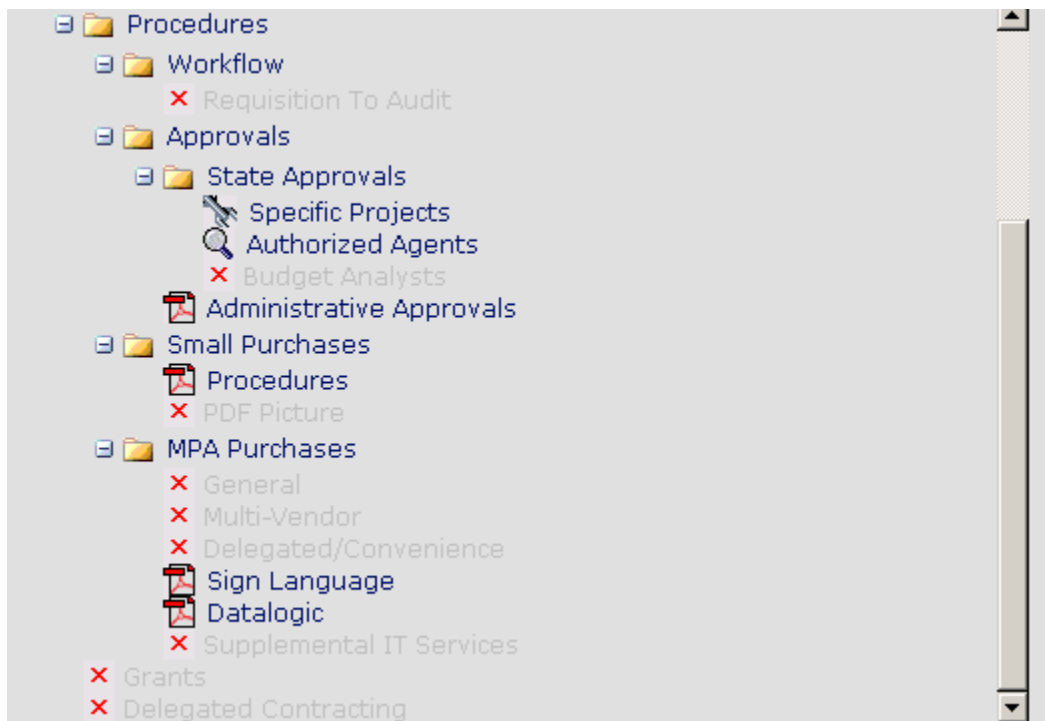 Procedures
Workflow
Requisition To Audit
Approvals
State Approvals
Specific Projects
Authorized Agents
Budget Analysts
Administrative Approvals
Small Purchases
Procedures
PDF Picture
MPA Purchases
General
Multi-Vendor
Delegated/Convenience
Sign Language
Datalogic
Supplemental IT Services
Grants
Delegated Contracting